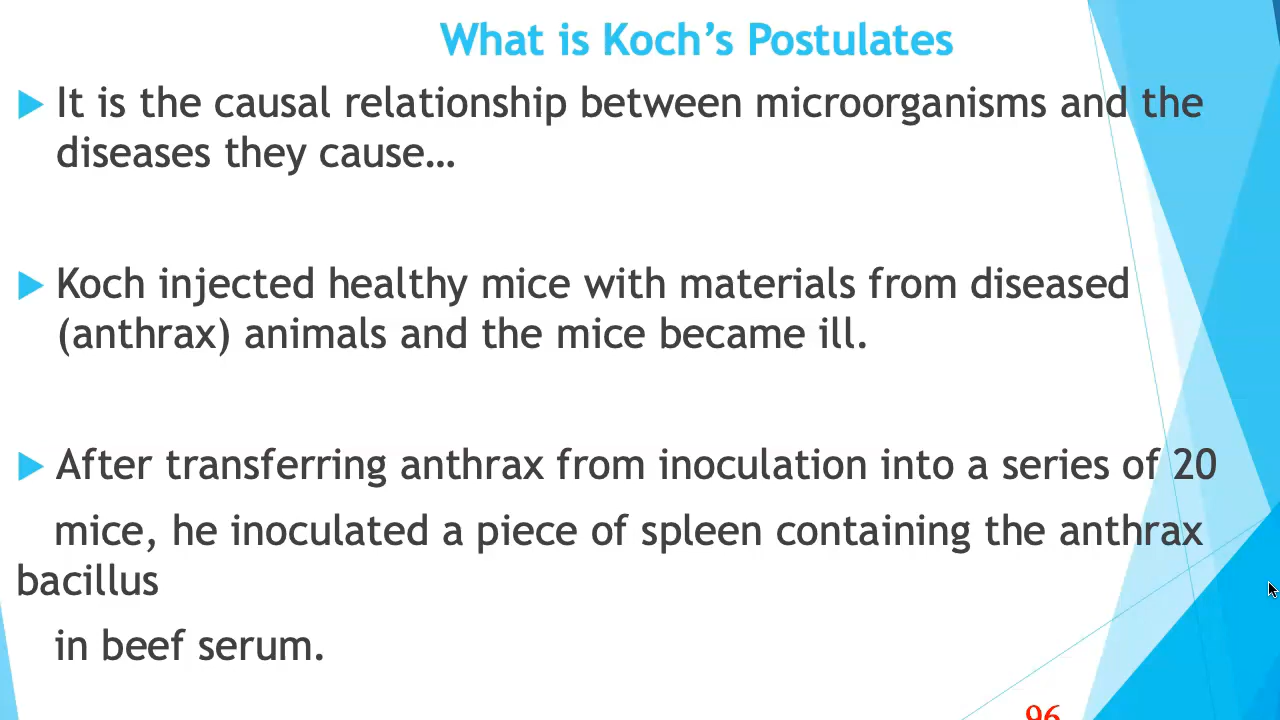 What is Koch’s Postulates
It is the causal relationship between microorganisms and the
diseases they cause…
Koch injected healthy mice with materials from diseased
(anthrax) animals and the mice became ill.
After transferring anthrax from inoculation into a series of 20
mice, he inoculated a piece of spleen containing the anthrax
bacillus
in beef serum.
96